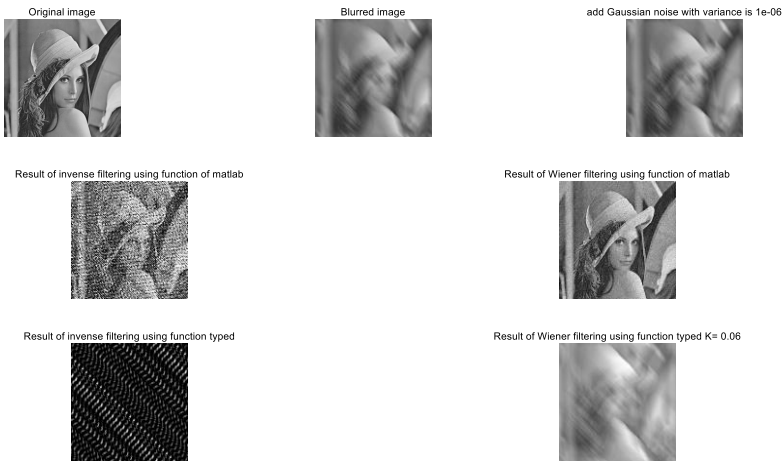 Original image
Blurred image
add Gaussian noise with variance is 1e-06
Result of invense filtering using function of matlab
Result of Wiener filtering using function of matlab
Result of invense filtering using function typed
Result of Wiener filtering using function typed K= 0.06